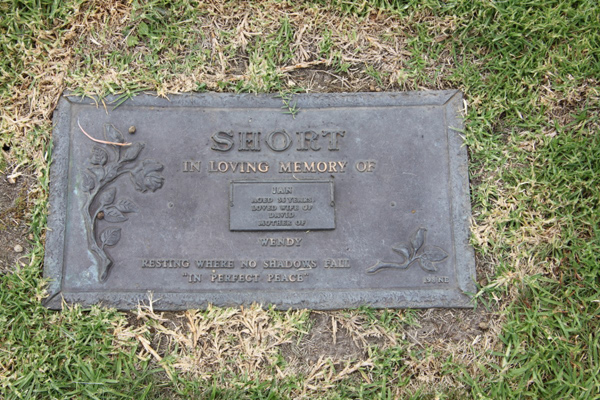 SHORT
IN LOVING MEMORY OF
JAN
AGED YEARS
LOVED WIFE OF
DAVID
MOTHER OF
WENDY
RESTING WHERE NO SHADOWS FALL
"IN PERFECT PEACE"